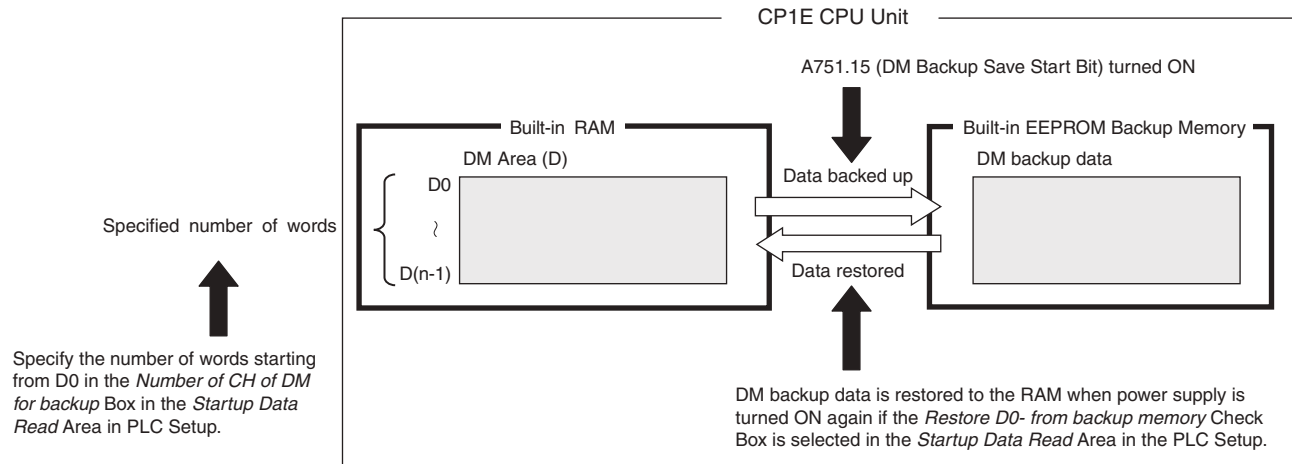 CP1E CPU Unit
A751.15 (DM Backup Save Start Bit) turned ON
Built-in RAM
Built-in EEPROM Backup Memory
DM Area (D)
DM backup data
D0
Data backed up
Specified number of words
~
D(n-1)
Data restored
Specify the number of words starting
from D0 in the Number of CH of DM
for backup Box in the Startup Data
Read Area in PLC Setup.
DM backup data is restored to the RAM when power supply is
turned ON again if the Restore D0- from backup memory Check
Box is selected in the Startup Data Read Area in the PLC Setup.